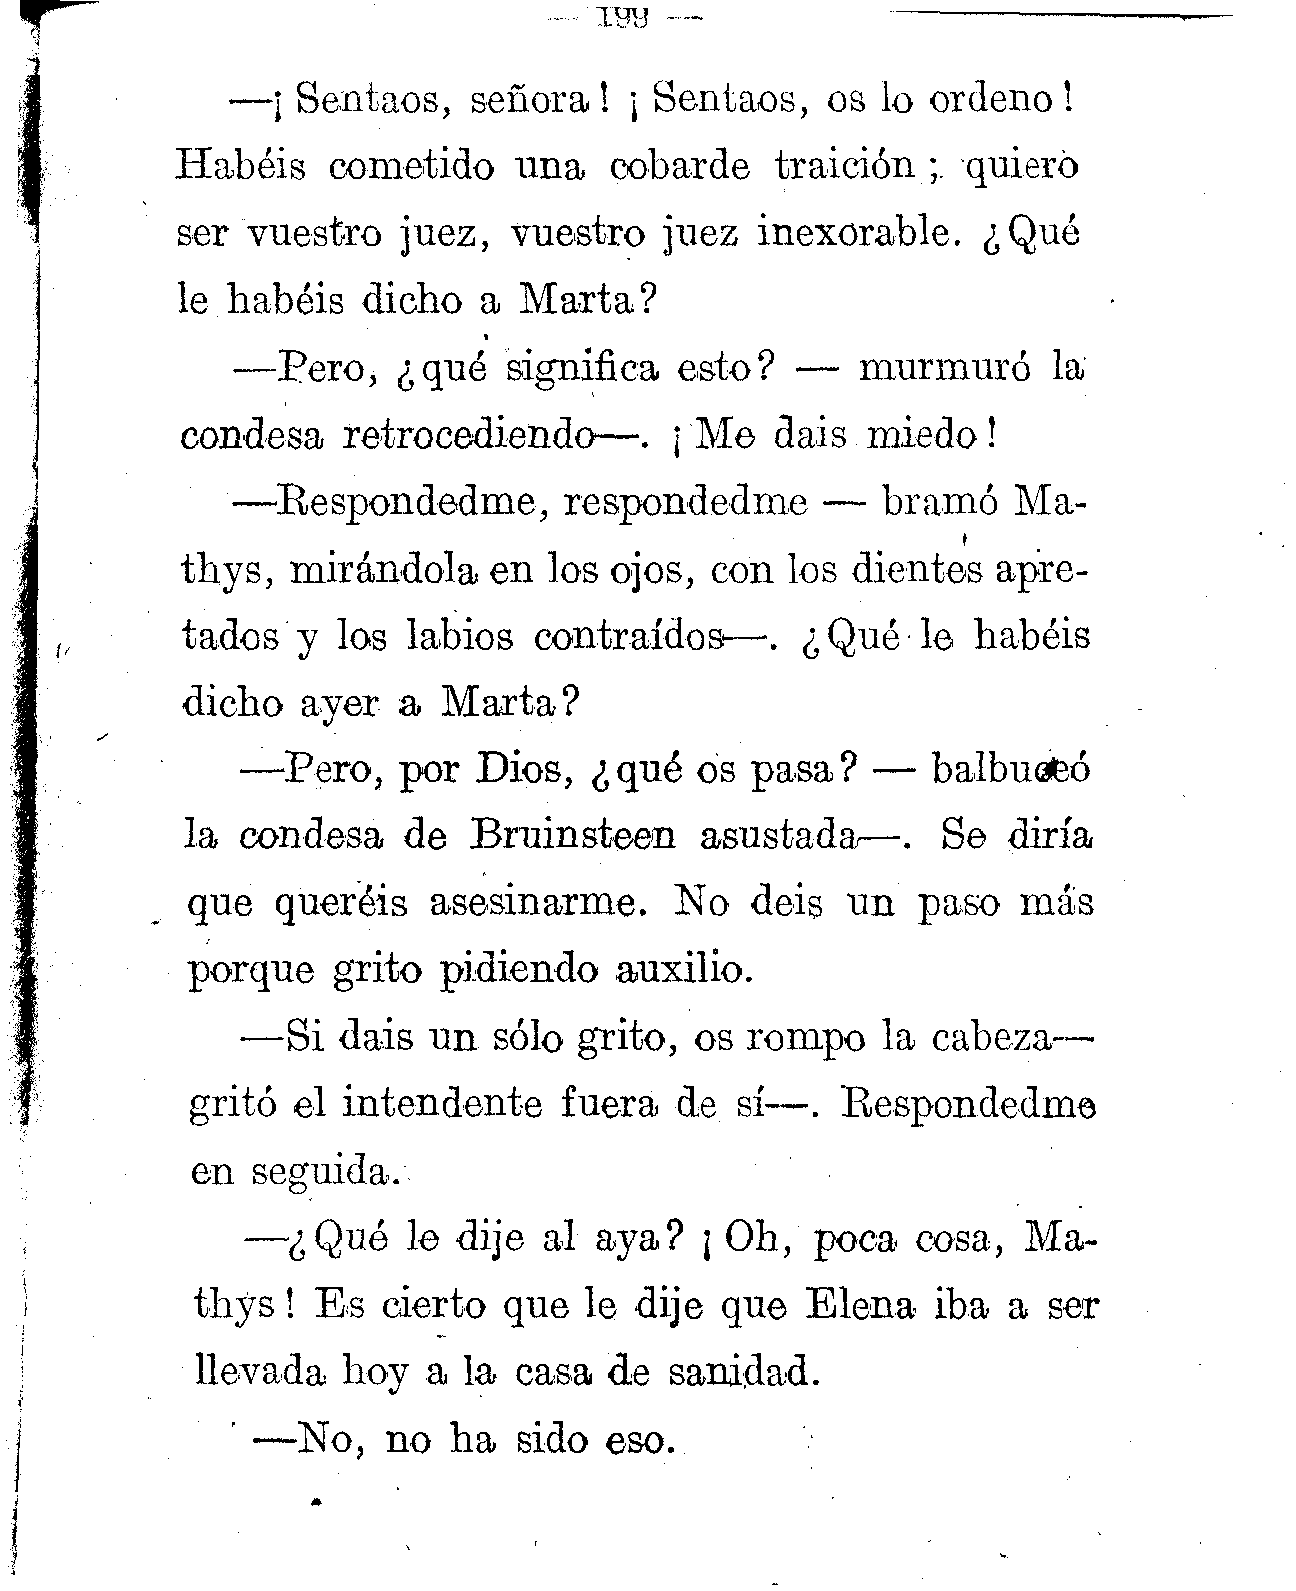 — 199 —
—¡ Sentaos, señora! ¡ Sentaos, os lo ordeno!
Habéis cometido una cobarde traición; quiero
ser vuestro juez, vuestro juez inexorable. ¿Qué
le habéis dicho a Marta?
—Pero, ¿qué significa esto? — murmuró la
condesa retrocediendo—. ¡Me dais miedo!
—Respondedme, respondedme — bramó Ma-
thys, mirándola en los ojos, con los dientes apre-
tados y los labios contraídos—. ¿Qué le habéis
dicho ayer a Marta?
—Pero, por Dios, ¿qué os pasa? — balbuceó
la condesa de Bruinsteen asustada—. Se diría
que queréis asesinarme. No deis un paso más
porque grito pidiendo auxilio.
—Si dais un sólo grito, os rompo la cabeza—
gritó el intendente fuera de sí—. Respondedme
en seguida.
—¿Qué le dije al aya? ¡Oh, poca cosa, Ma-
thys! Es cierto que le dije que Elena iba a ser
llevada hoy a la casa de sanidad.
—No, no ha sido eso.